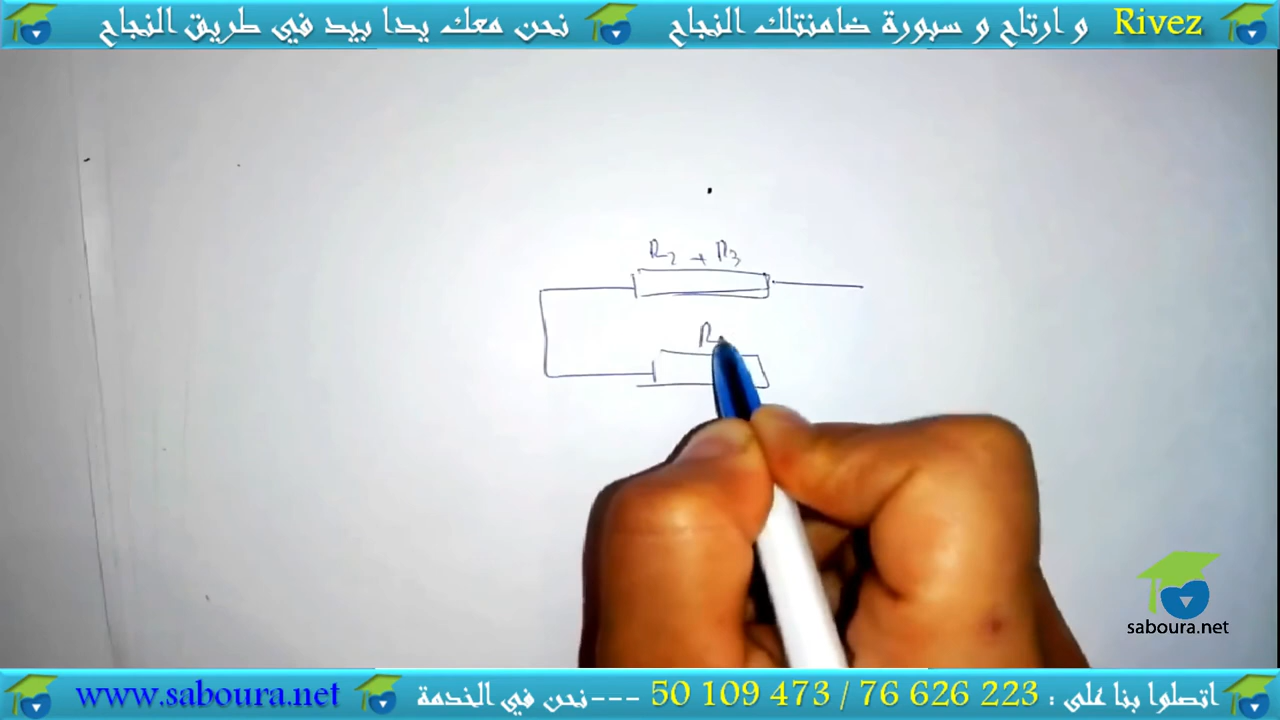 Rivez و ارتاح و سبورة ضامنتلك النجاح نحن معك يدا بيد في طريق النجاح
R2 + R3
R
saboura.net
اتصلوا بنا على : 223 626 76 / 473 109 50 ---نحن في الخدمة www.saboura.net